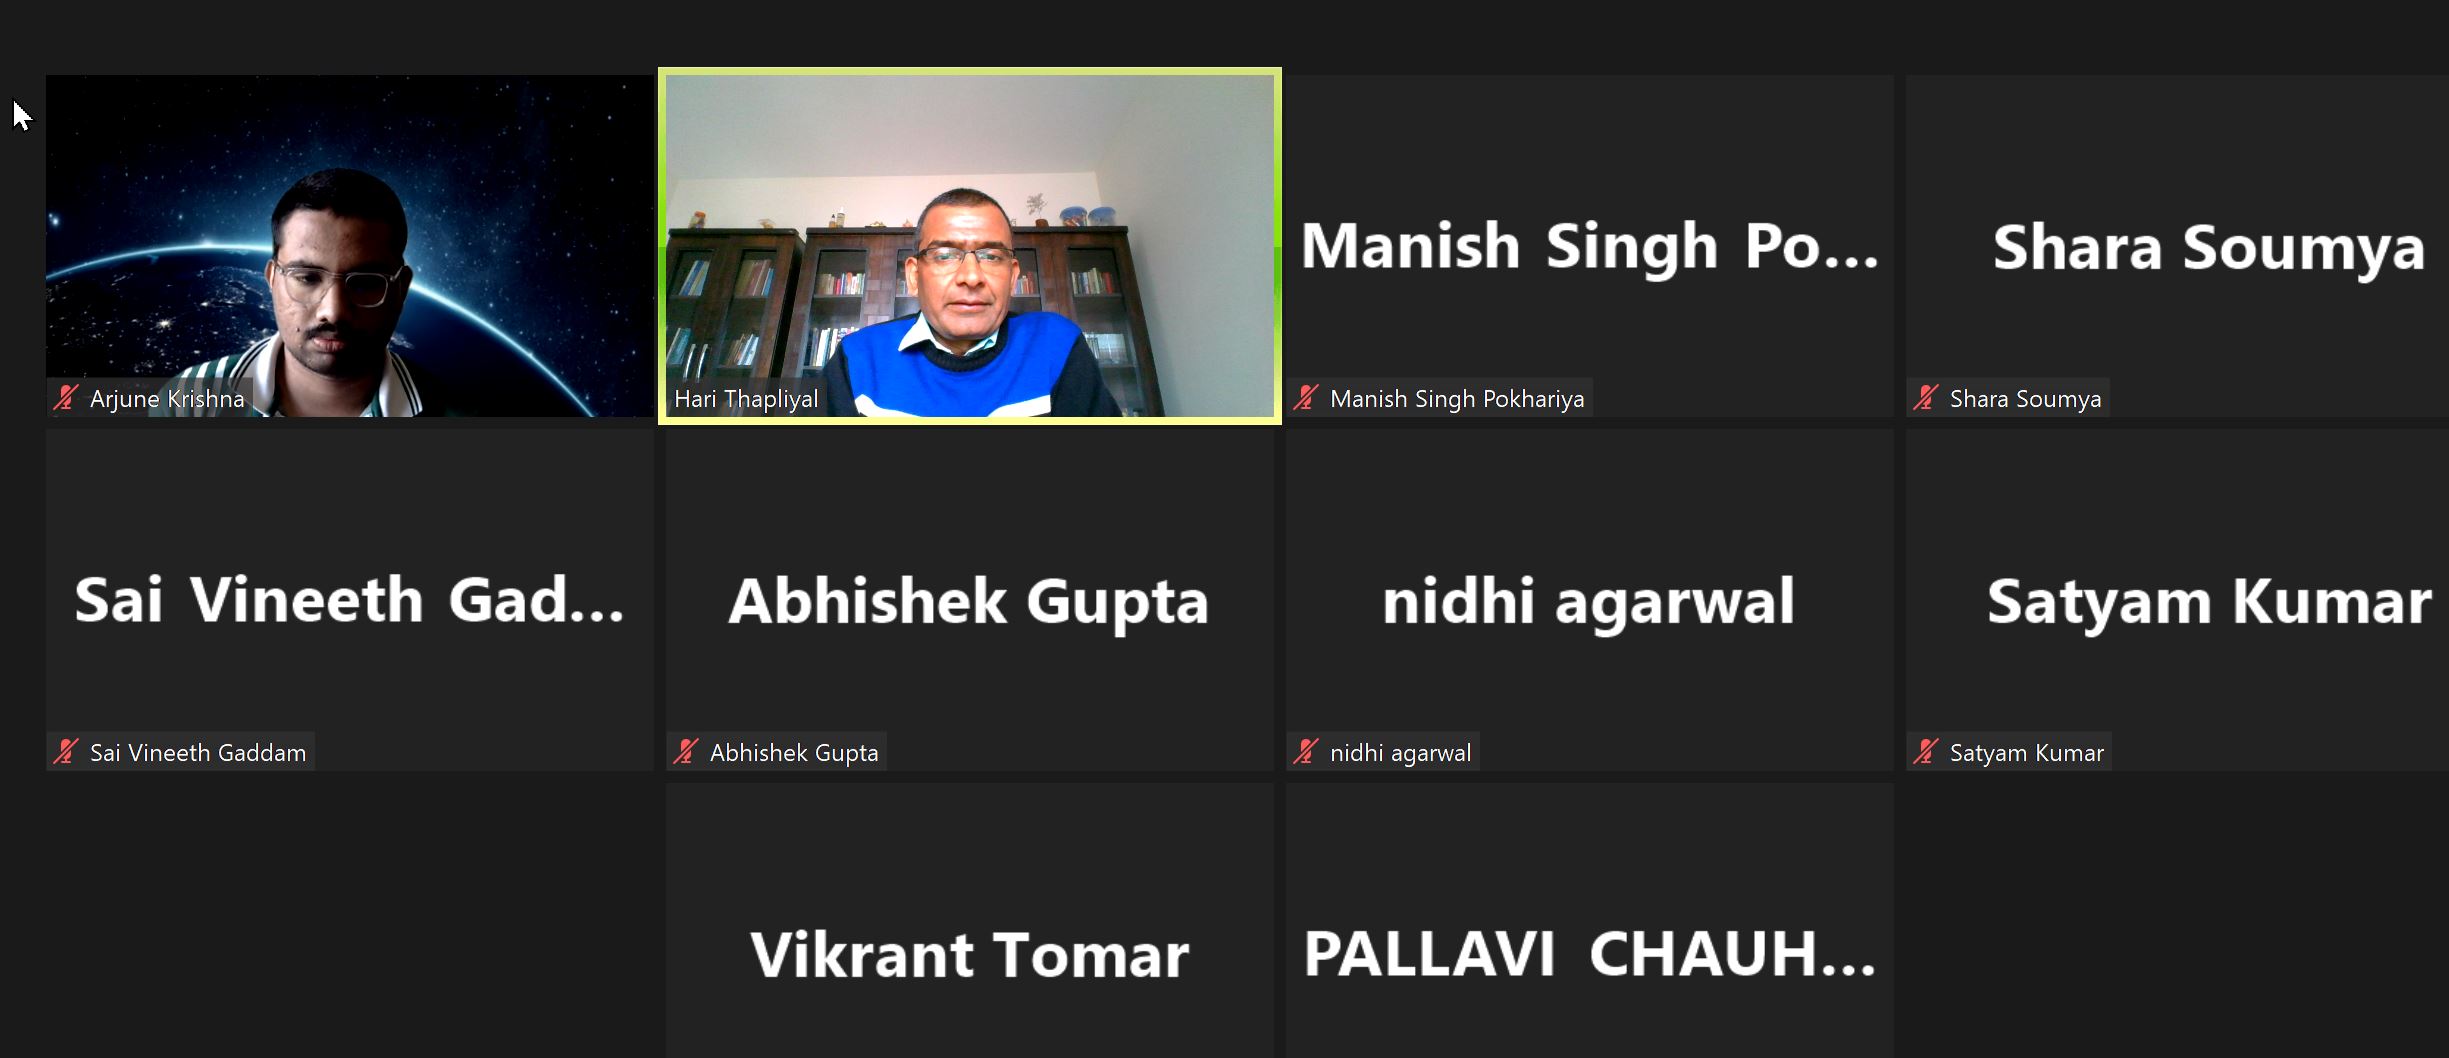 Arjune Krishna
Hari Thapliyal
Manish Singh Po...
Manish Singh Pokhariya
Shara Soumya
Shara Soumya
Sai Vineeth Gad...
Sai Vineeth Gaddam
Abhishek Gupta
Abhishek Gupta
nidhi agarwal
nidhi agarwal
Satyam Kumar
Satyam Kumar
Vikrant Tomar
PALLAVI CHAUH...